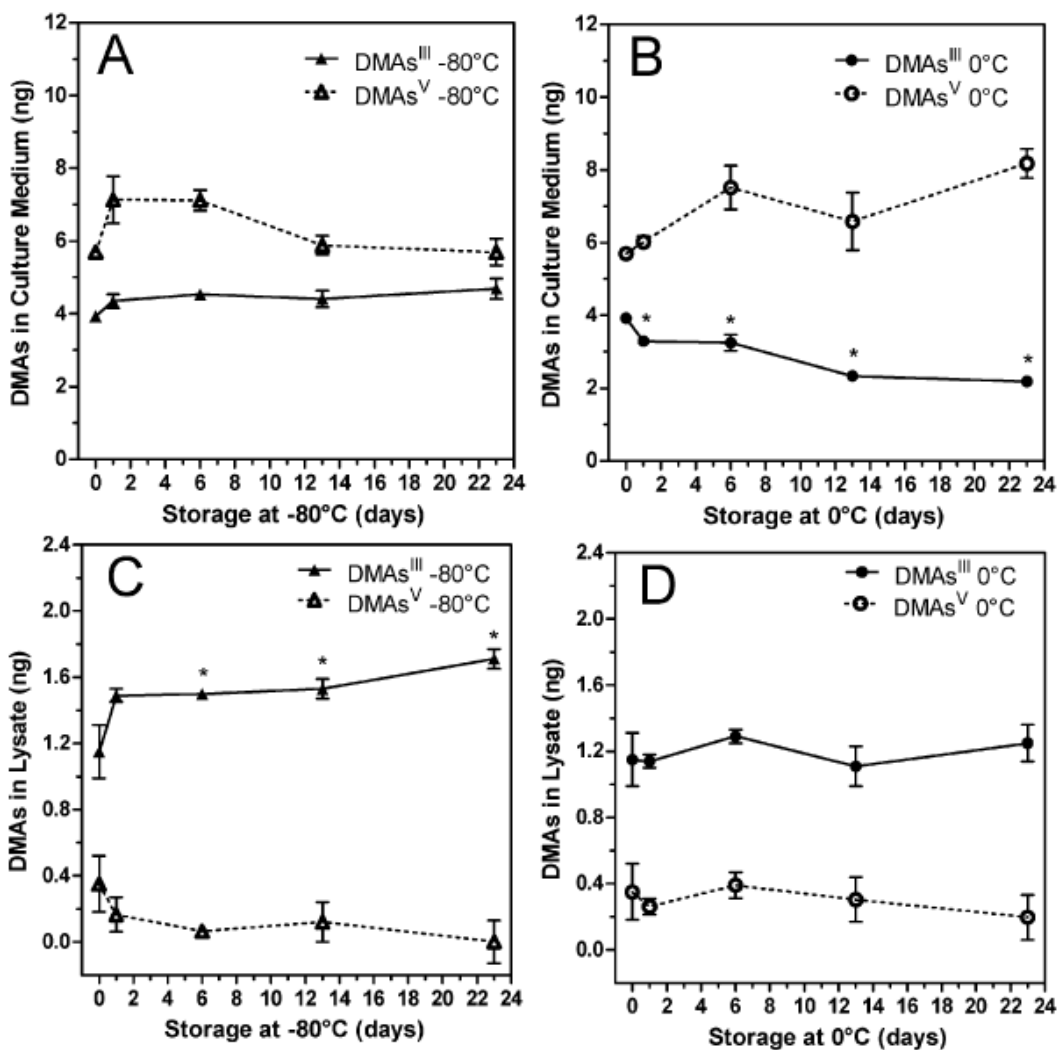 A
DMAs^III -80°C
DMAs^V -80°C
DMAs in Culture Medium (ng)
12
10
8
6
4
2
0
0 2 4 6 8 10 12 14 16 18 20 22 24
Storage at -80°C (days)
B
DMAs^III 0°C
DMAs^V 0°C
DMAs in Culture Medium (ng)
12
10
8
6
4
2
0
* * * *
0 2 4 6 8 10 12 14 16 18 20 22 24
Storage at 0°C (days)
C
DMAs^III -80°C
DMAs^V -80°C
DMAs in Lysate (ng)
2.4
2.0
1.6
1.2
0.8
0.4
0.0
* * *
0 2 4 6 8 10 12 14 16 18 20 22 24
Storage at -80°C (days)
D
DMAs^III 0°C
DMAs^V 0°C
DMAs in Lysate (ng)
2.4
2.0
1.6
1.2
0.8
0.4
0.0
0 2 4 6 8 10 12 14 16 18 20 22 24
Storage at 0°C (days)